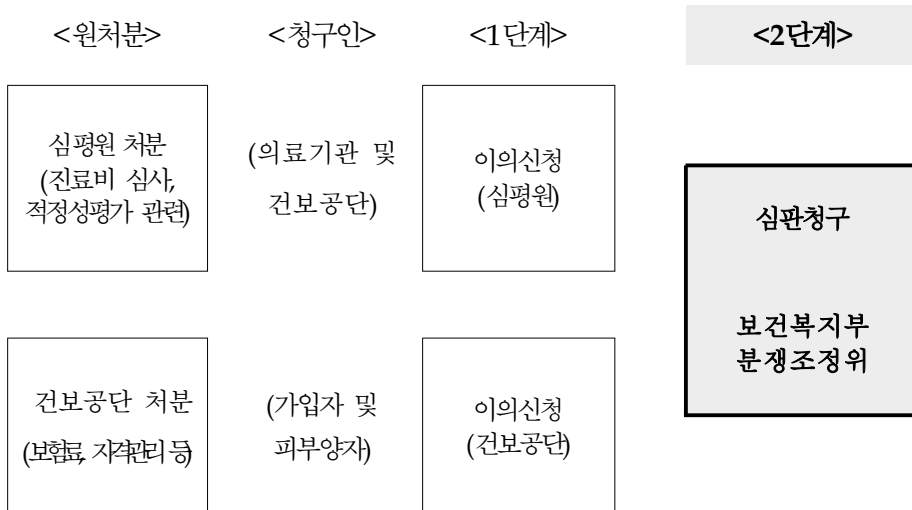 <원처분>
<청구인>
<1단계>
<2단계>
심평원 처분
(진료비 심사,
적정성평가 관련)
(의료기관 및
건보공단)
이의신청
(심평원)
심판청구
보건복지부
분쟁조정위
건보공단 처분
(보험료, 자격관리 등)
(가입자 및
피부양자)
이의신청
(건보공단)